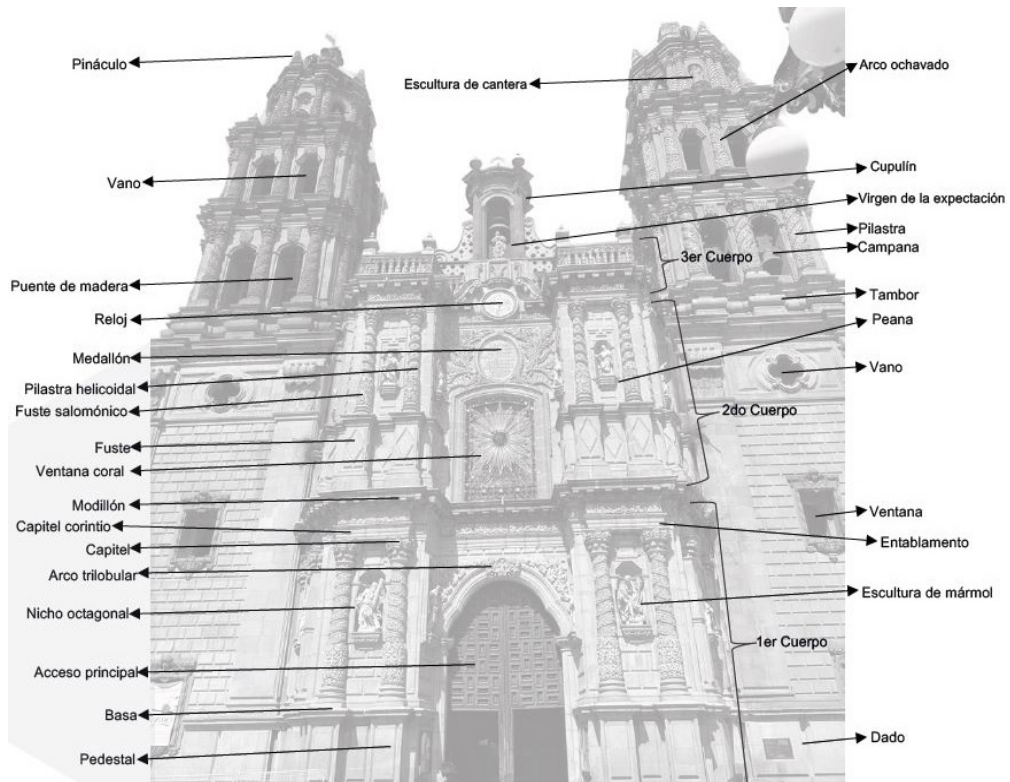 Pináculo
Escultura de cantera
Arco ochavado
Vano
Cupulín
Virgen de la expectación
Pilastra
Campana
3er Cuerpo
Puente de madera
Tambor
Reloj
Peana
Medallón
Vano
Pilastra helicoidal
Fuste salomónico
2do Cuerpo
Fuste
Ventana coral
Modillón
Ventana
Capitel corintio
Capitel
Entablamento
Arco trilobular
Escultura de mármol
Nicho octagonal
1er Cuerpo
Acceso principal
Basa
Dado
Pedestal